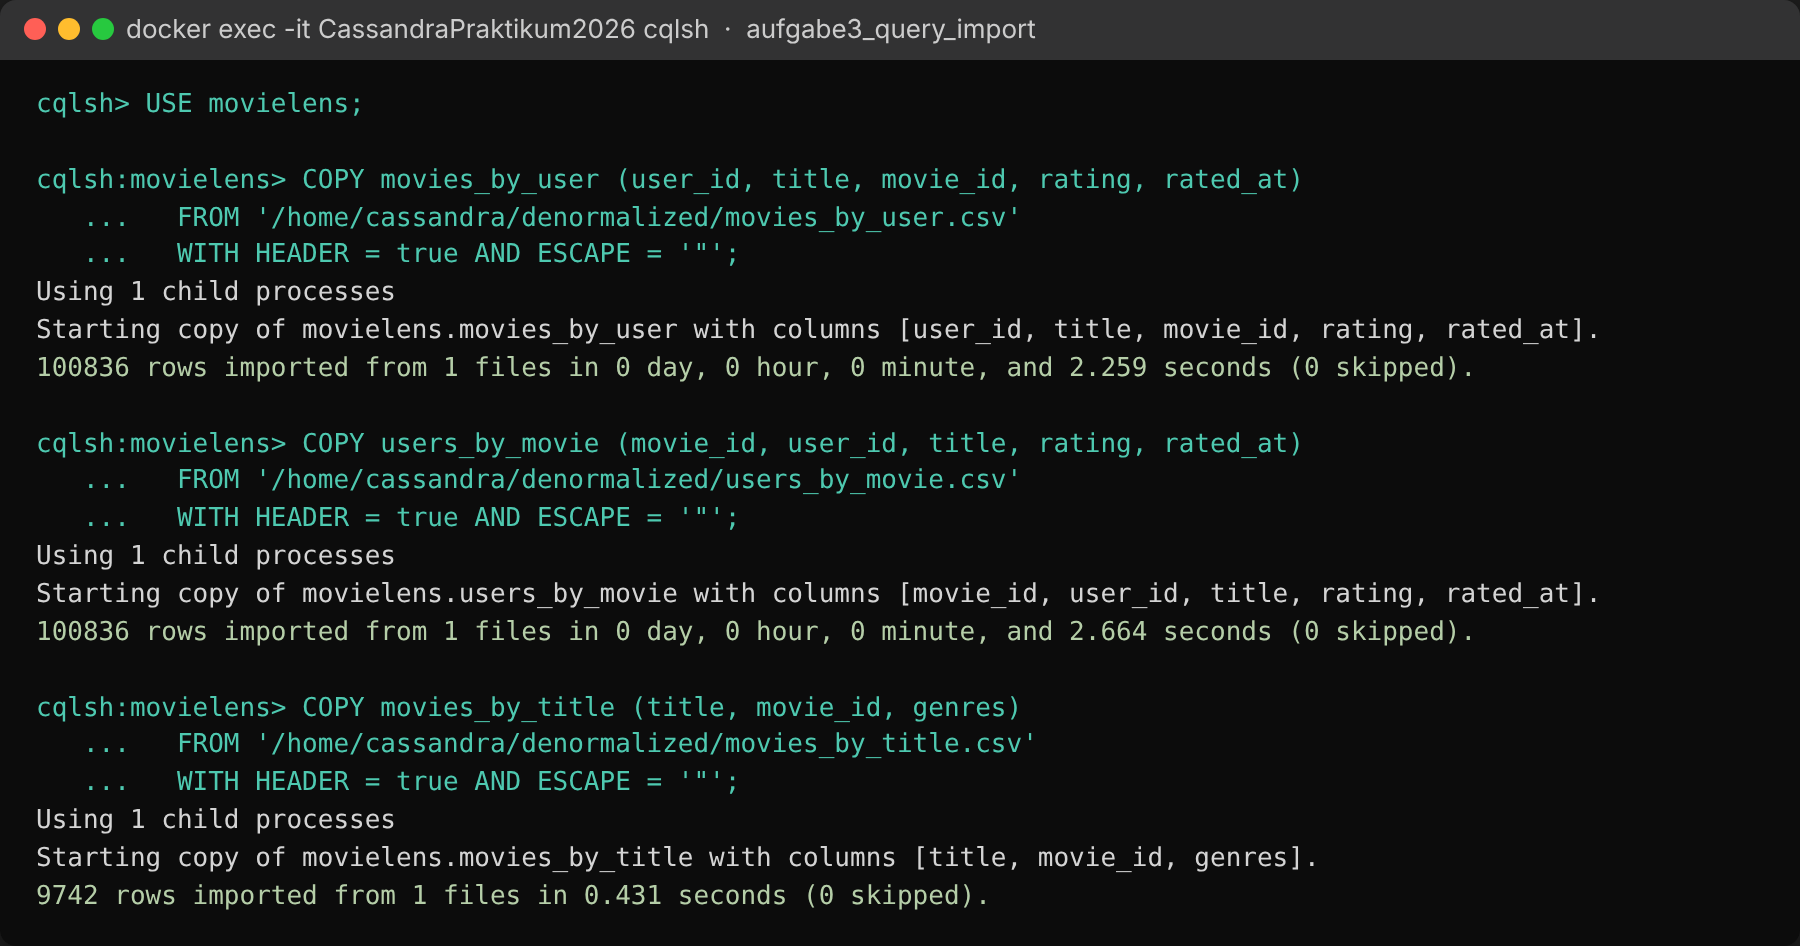 docker exec -it CassandraPraktikum2026 cqlsh · aufgabe3_query_import
cqlsh> USE movielens;
cqlsh:movielens> COPY movies_by_user (user_id, title, movie_id, rating, rated_at)
   ...   FROM '/home/cassandra/denormalized/movies_by_user.csv'
   ...   WITH HEADER = true AND ESCAPE = '"';
Using 1 child processes
Starting copy of movielens.movies_by_user with columns [user_id, title, movie_id, rating, rated_at].
100836 rows imported from 1 files in 0 day, 0 hour, 0 minute, and 2.259 seconds (0 skipped).
cqlsh:movielens> COPY users_by_movie (movie_id, user_id, title, rating, rated_at)
   ...   FROM '/home/cassandra/denormalized/users_by_movie.csv'
   ...   WITH HEADER = true AND ESCAPE = '"';
Using 1 child processes
Starting copy of movielens.users_by_movie with columns [movie_id, user_id, title, rating, rated_at].
100836 rows imported from 1 files in 0 day, 0 hour, 0 minute, and 2.664 seconds (0 skipped).
cqlsh:movielens> COPY movies_by_title (title, movie_id, genres)
   ...   FROM '/home/cassandra/denormalized/movies_by_title.csv'
   ...   WITH HEADER = true AND ESCAPE = '"';
Using 1 child processes
Starting copy of movielens.movies_by_title with columns [title, movie_id, genres].
9742 rows imported from 1 files in 0.431 seconds (0 skipped).